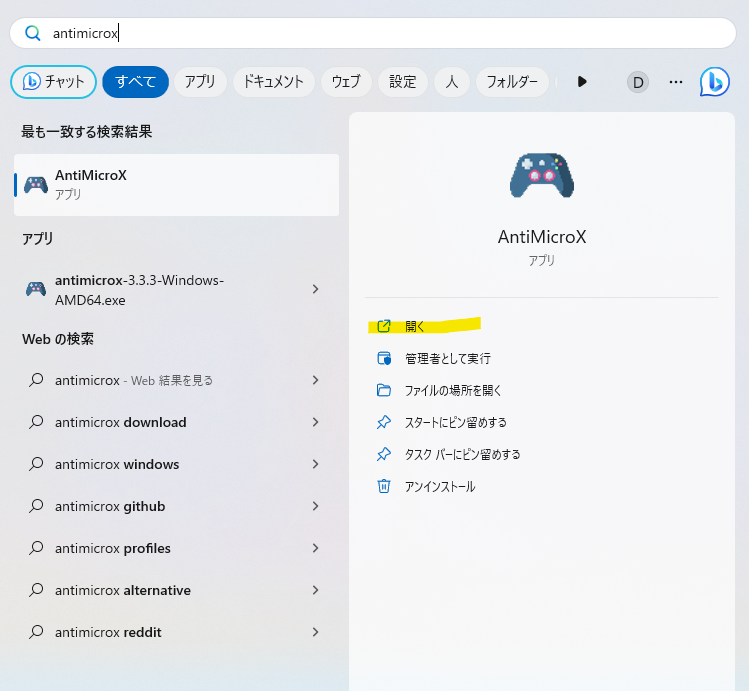 antimicrox
チャット
すべて
アプリ
ドキュメント
ウェブ
設定
人
フォルダー
D
最も一致する検索結果
AntiMicroX
アプリ
アプリ
antimicrox-3.3.3-Windows-
AMD64.exe
Web の検索
antimicrox - Web 結果を見る
antimicrox download
antimicrox windows
antimicrox github
antimicrox profiles
antimicrox alternative
antimicrox reddit
AntiMicroX
アプリ
開く
管理者として実行
ファイルの場所を開く
スタートにピン留めする
タスク バーにピン留めする
アンインストール